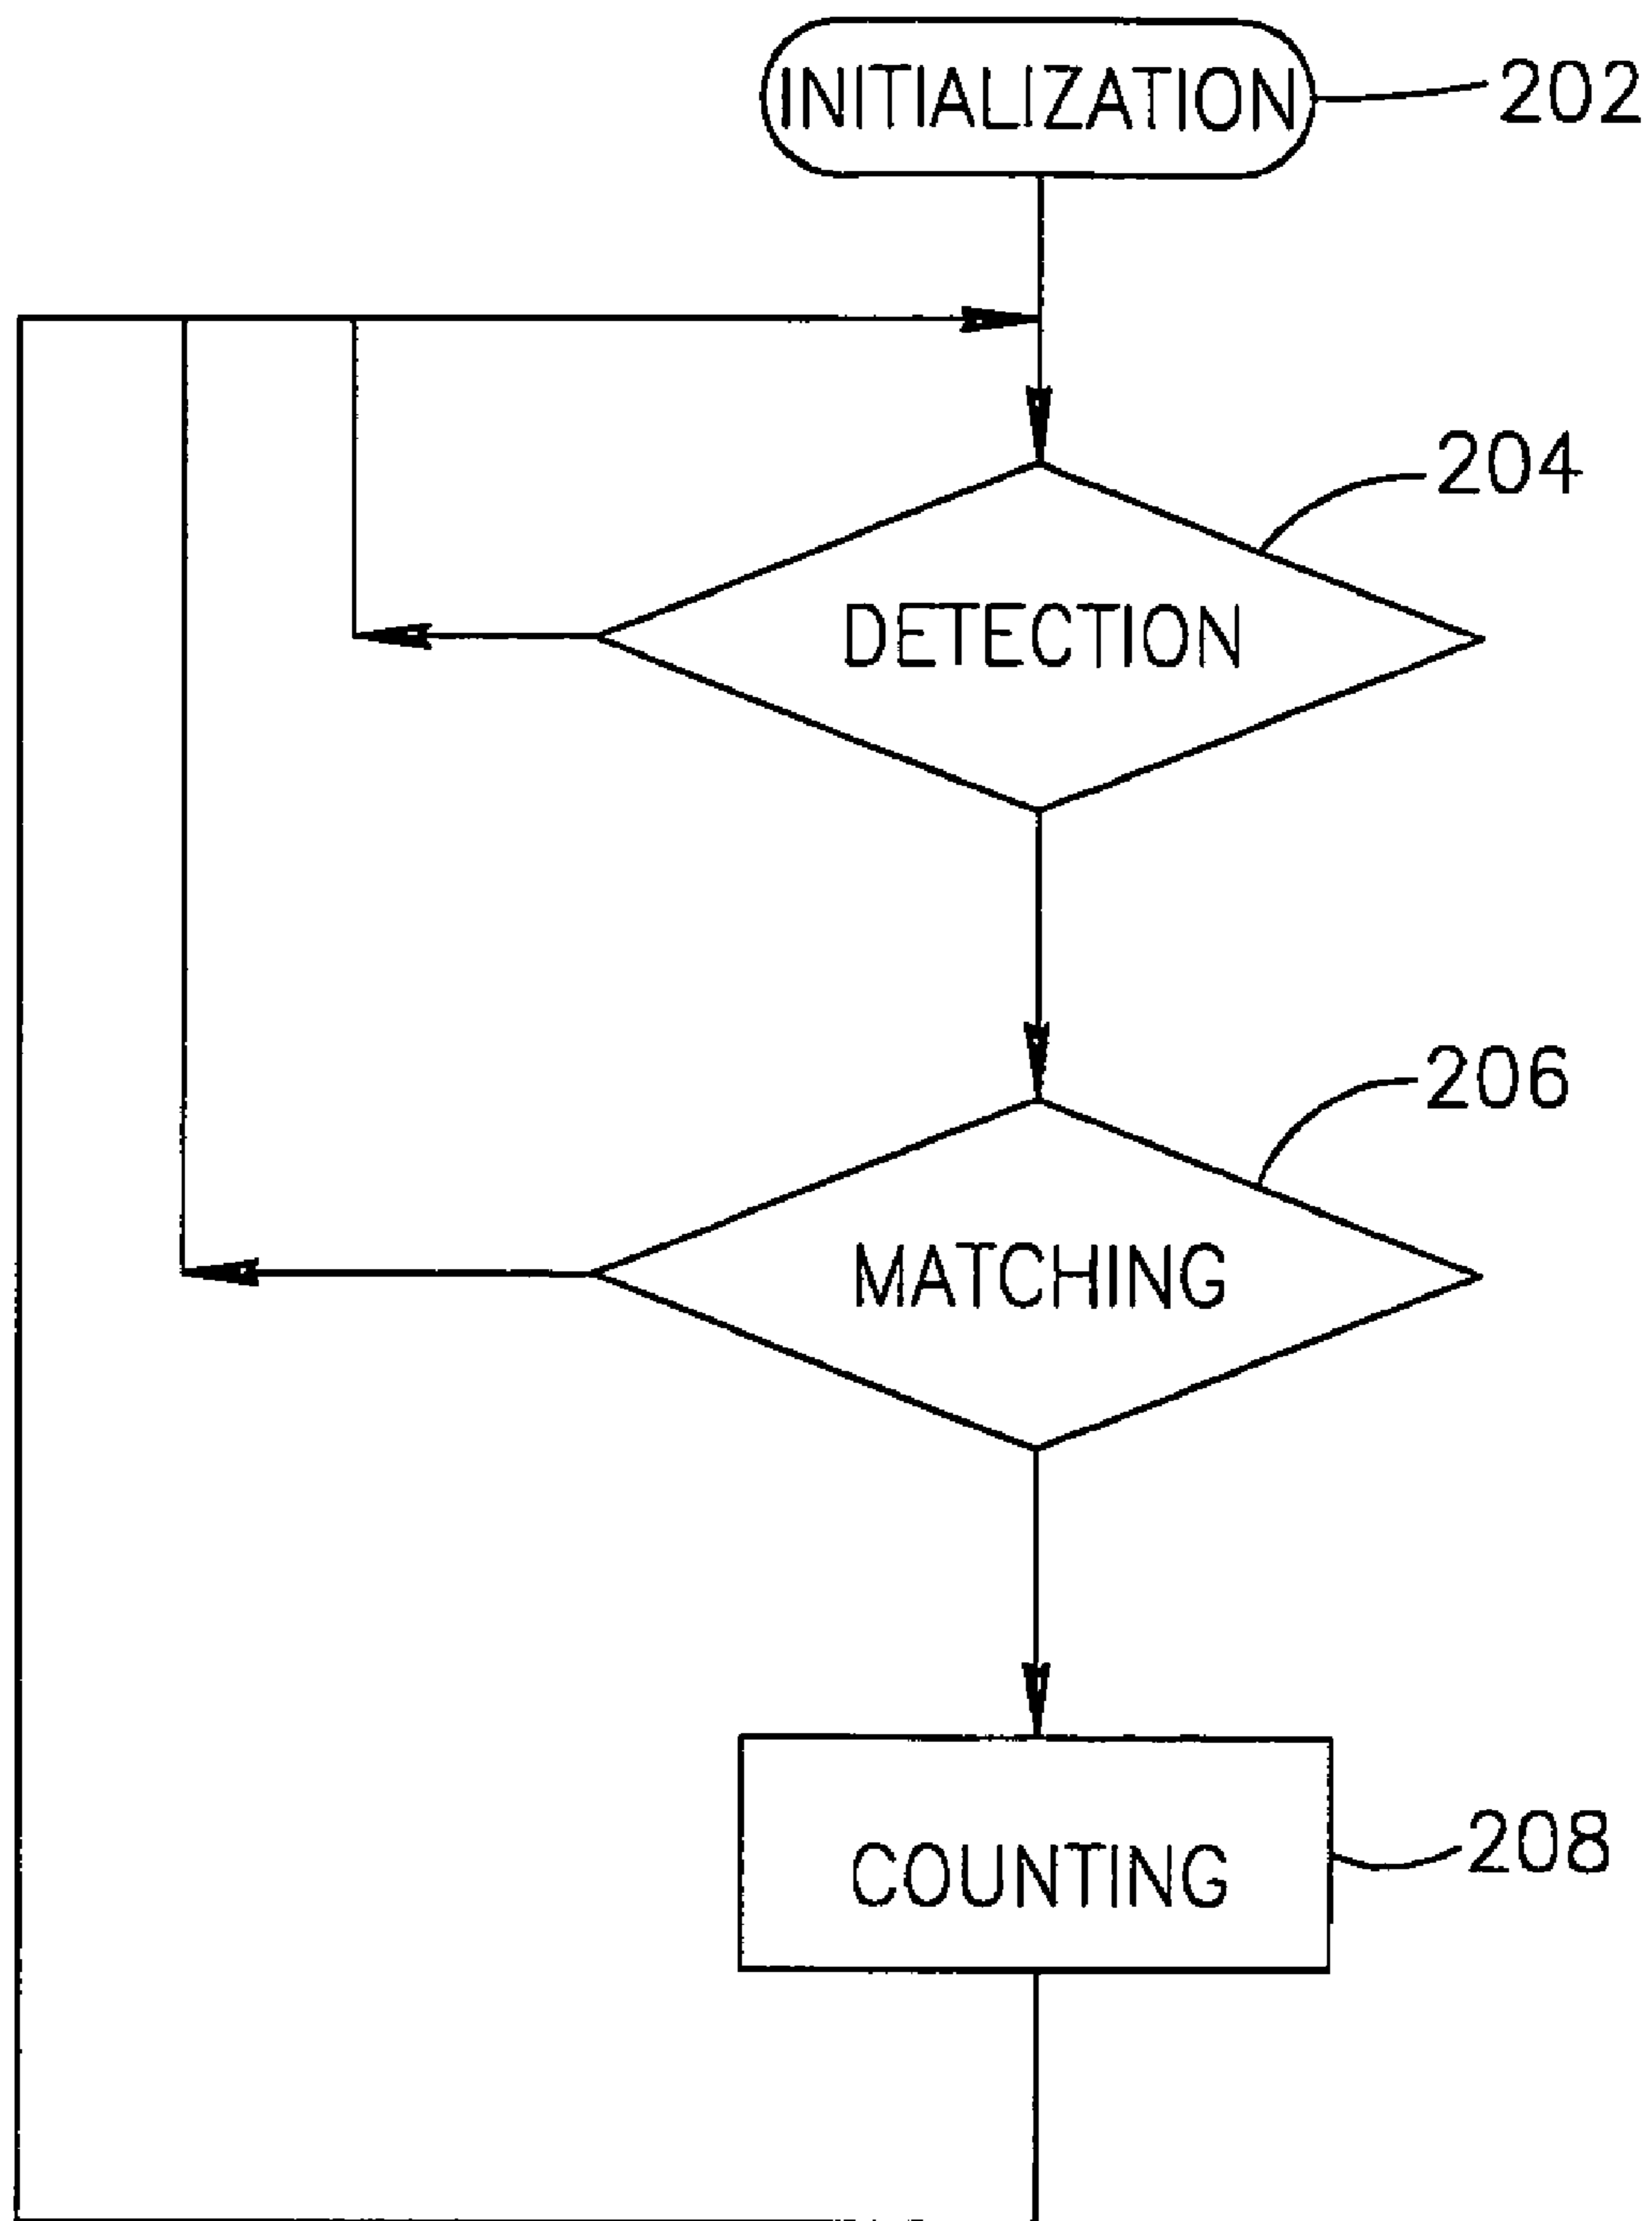 INITIALIZATION 202
204
DETECTION
206
MATCHING
COUNTING 208